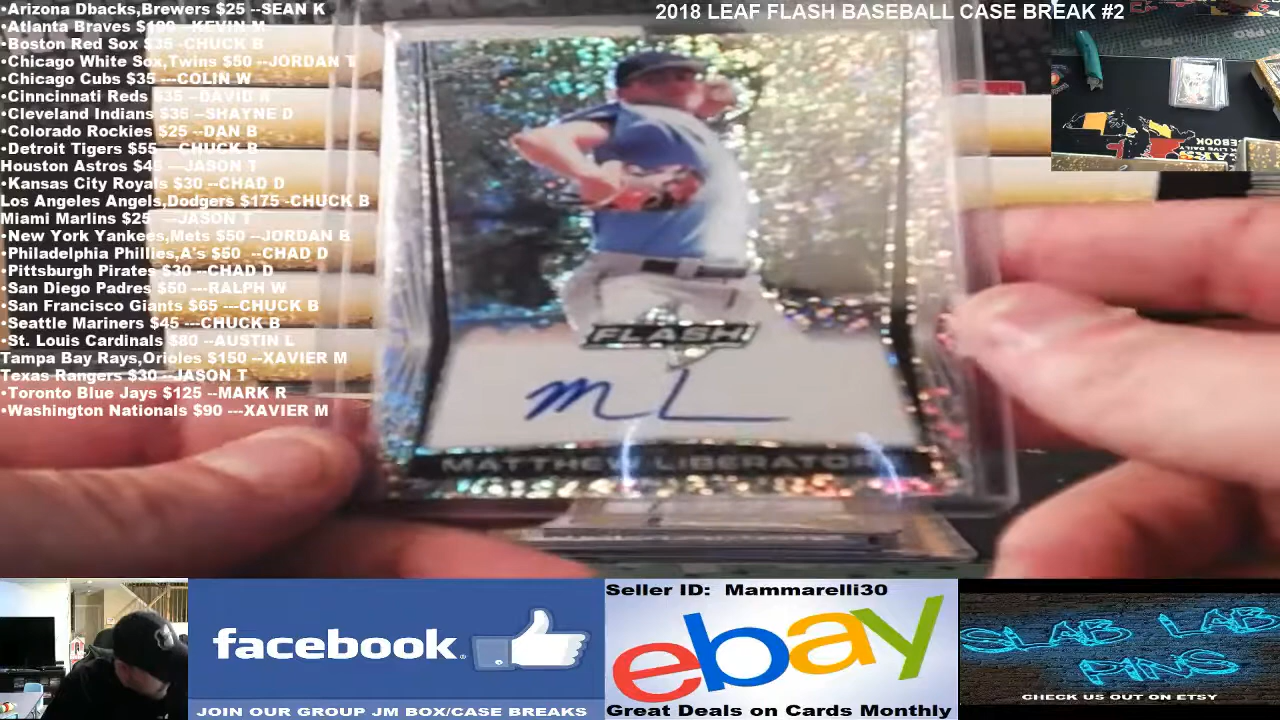 •Arizona Dbacks,Brewers $25 --SEAN K
•Atlanta Braves $180 --KEVIN M
•Boston Red Sox $35 -CHUCK B
•Chicago White Sox,Twins $50 --JORDAN T
•Chicago Cubs $35 ---COLIN W
•Cinncinnati Reds $35 --DAVID
•Cleveland Indians $35 --SHAYNE D
•Colorado Rockies $25 --DAN B
•Detroit Tigers $55 ---CHUCK B
Houston Astros $45 ---JASON T
•Kansas City Royals $30 --CHAD D
Los Angeles Angels,Dodgers $175 -CHUCK B
Miami Marlins $25 ---JASON T
•New York Yankees,Mets $50 --JORDAN B
•Philadelphia Phillies,A's $50 --CHAD D
•Pittsburgh Pirates $30 --CHAD D
•San Diego Padres $50 ---RALPH W
•San Francisco Giants $65 ---CHUCK B
•Seattle Mariners $45 ---CHUCK B
•St. Louis Cardinals $80 --AUSTIN L
Tampa Bay Rays,Orioles $150 --XAVIER M
Texas Rangers $30 --JASON T
•Toronto Blue Jays $125 --MARK R
•Washington Nationals $90 ---XAVIER M
2018 LEAF FLASH BASEBALL CASE BREAK #2
FLASH!
ML
MATTHEW LIBERATORE
facebook
JOIN OUR GROUP JM BOX/CASE BREAKS
Seller ID: Mammarelli30
ebay
Great Deals on Cards Monthly
SLAB LAB
PINS
CHECK US OUT ON ETSY